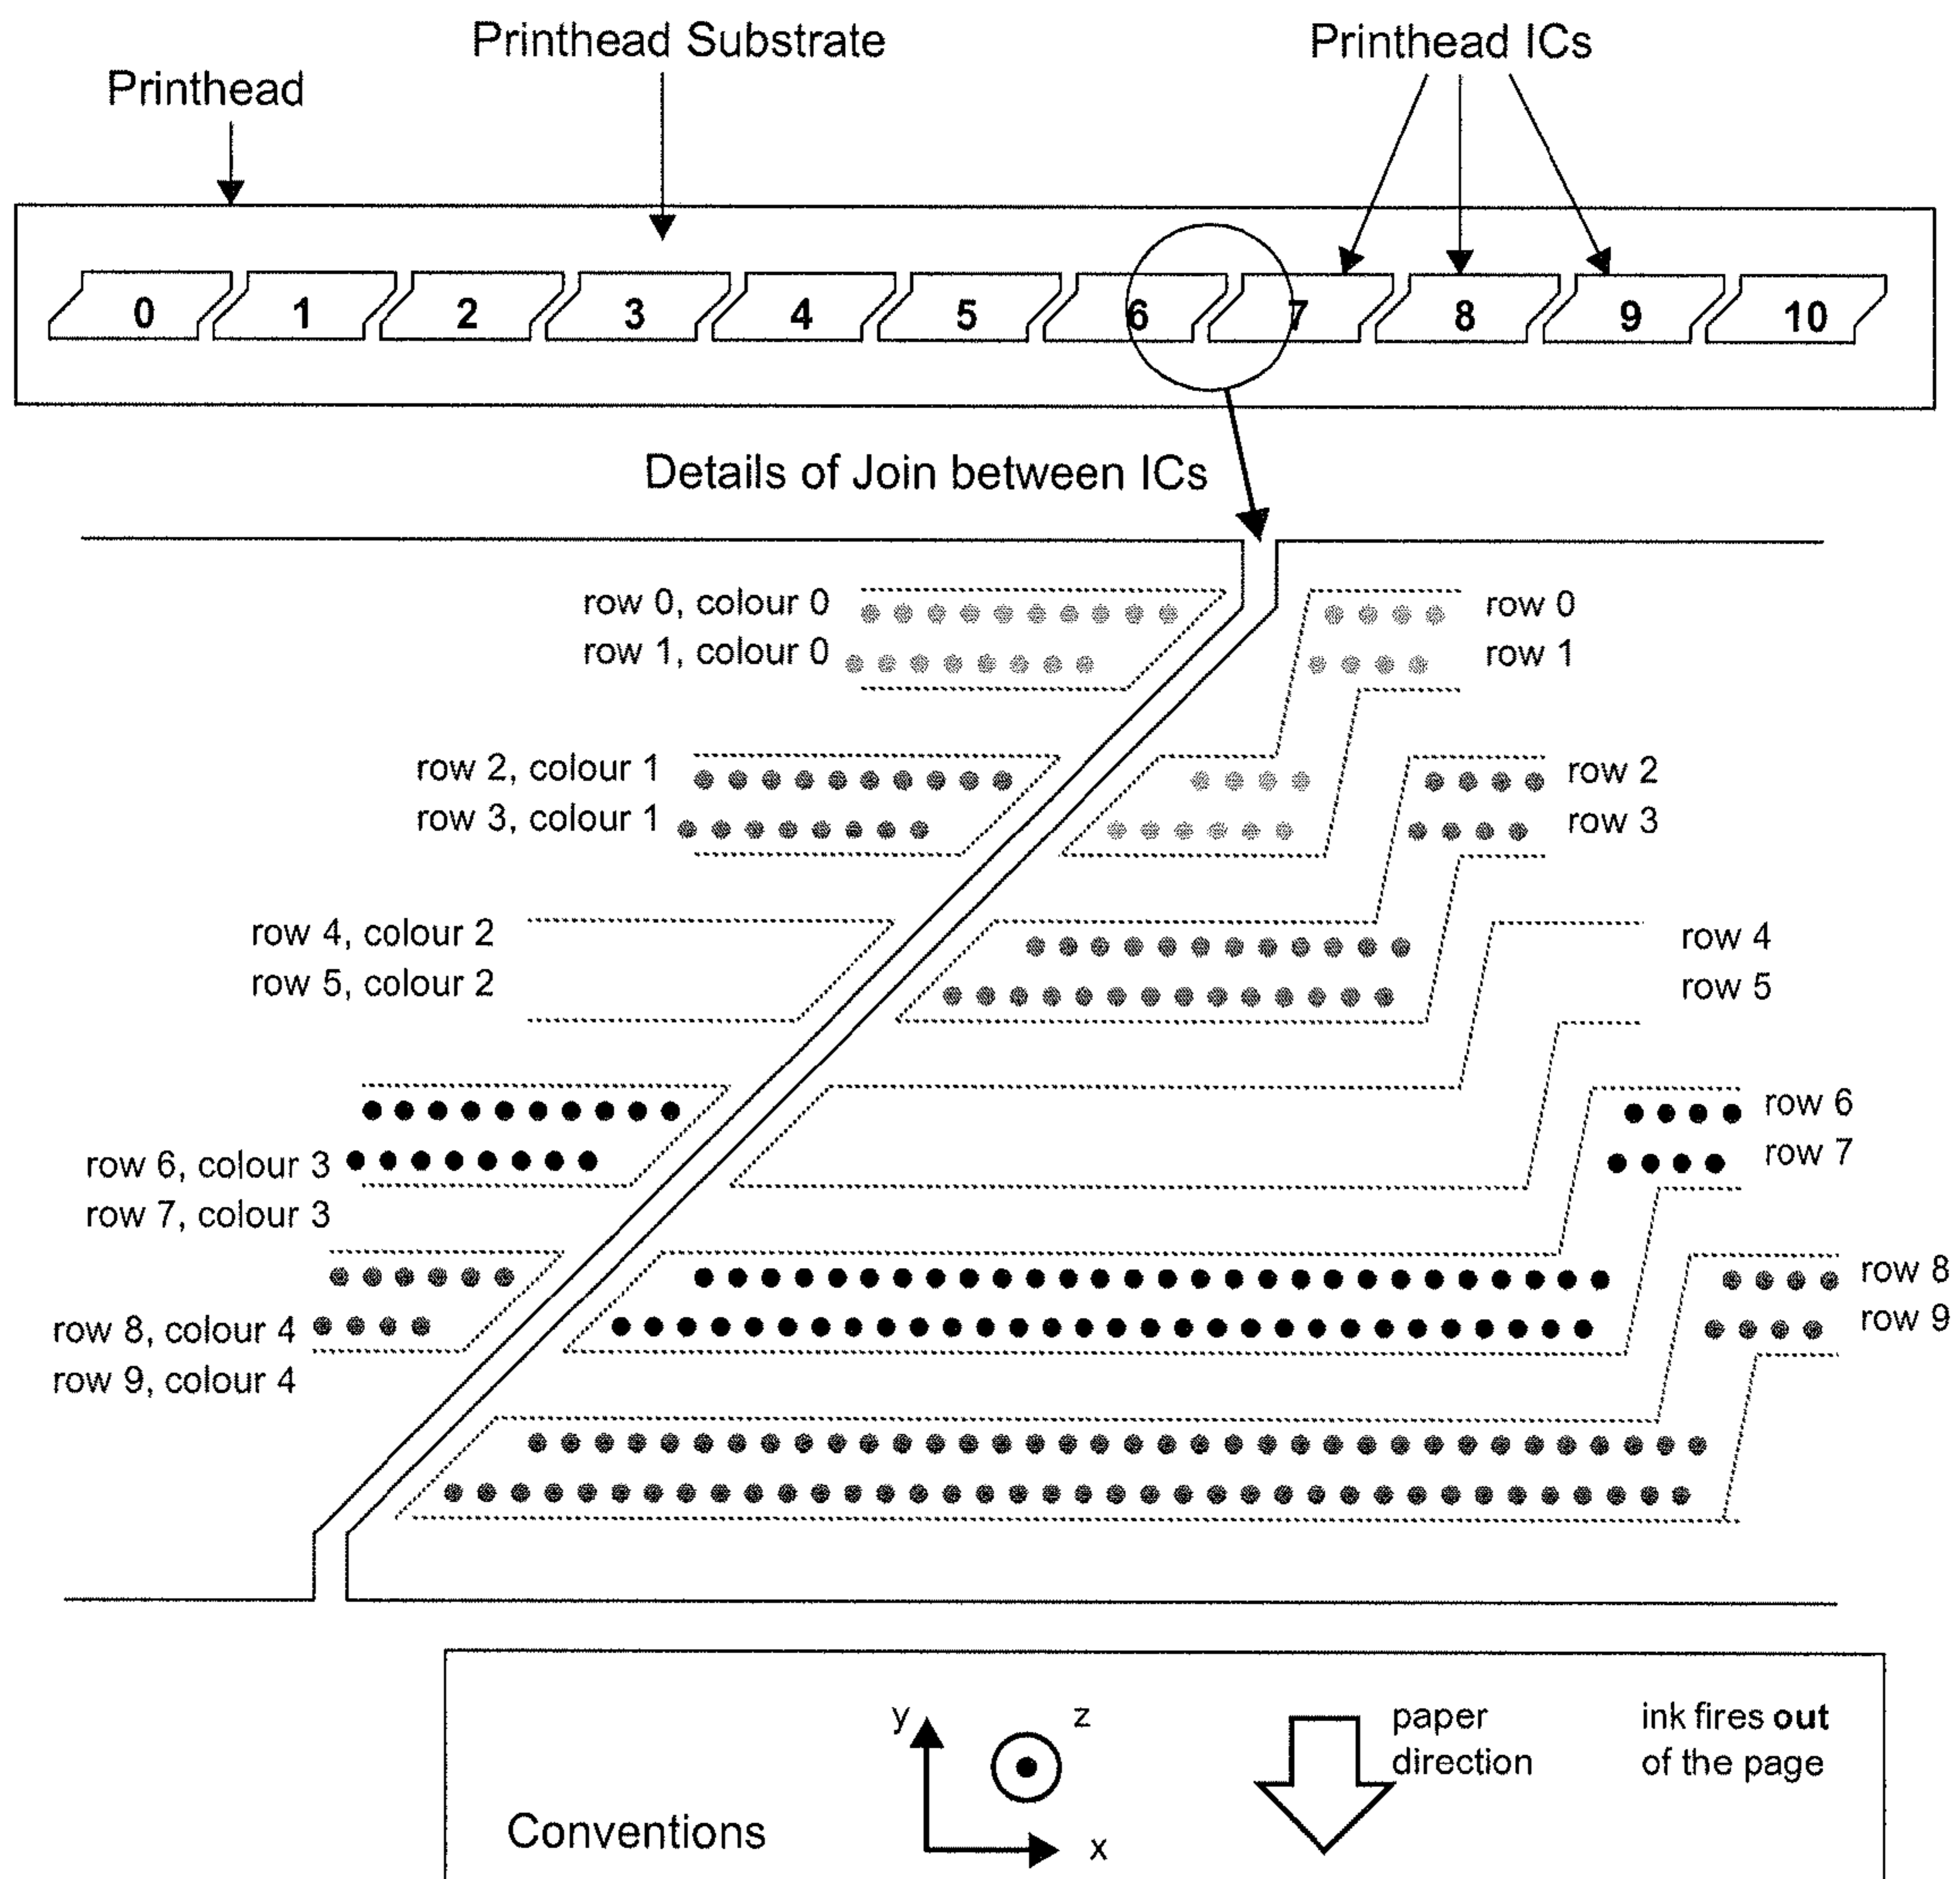 Printhead Substrate
Printhead ICs
Printhead
0 1 2 3 4 5 6 7 8 9 10
Details of Join between ICs
row 0, colour 0
row 0
row 1, colour 0
row 1
row 2, colour 1
row 2
row 3, colour 1
row 3
row 4, colour 2
row 4
row 5, colour 2
row 5
row 6
row 7
row 6, colour 3
row 7, colour 3
row 8
row 9
row 8, colour 4
row 9, colour 4
y
z
paper
direction
ink fires out
of the page
Conventions
x